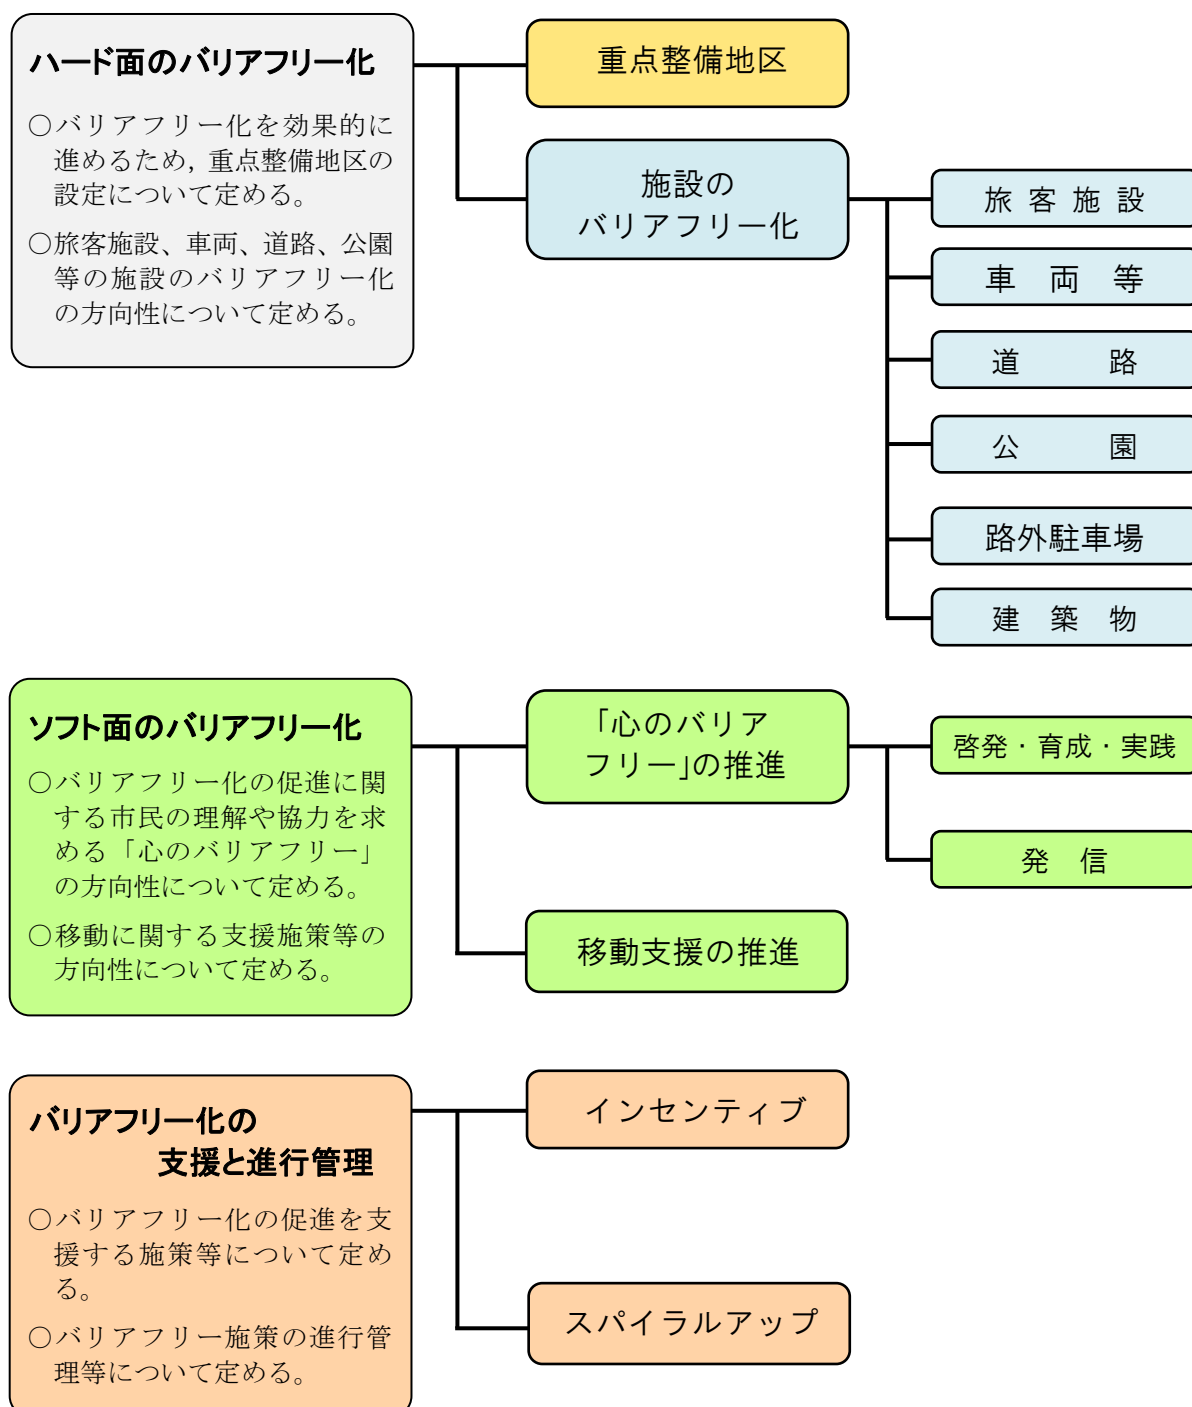 ハード面のバリアフリー化
○バリアフリー化を効果的に
進めるため,重点整備地区の
設定について定める。
○旅客施設、車両、道路、公園
等の施設のバリアフリー化
の方向性について定める。
重点整備地区
施設の
バリアフリー化
旅 客 施 設
車 両 等
道 路
公 園
路外駐車場
建 築 物
ソフト面のバリアフリー化
○バリアフリー化の促進に関
する市民の理解や協力を求
める「心のバリアフリー」
の方向性について定める。
○移動に関する支援施策等の
方向性について定める。
「心のバリア
フリー」の推進
移動支援の推進
啓発・育成・実践
発 信
バリアフリー化の
支援と進行管理
○バリアフリー化の促進を支
援する施策等について定め
る。
○バリアフリー施策の進行管
理等について定める。
インセンティブ
スパイラルアップ